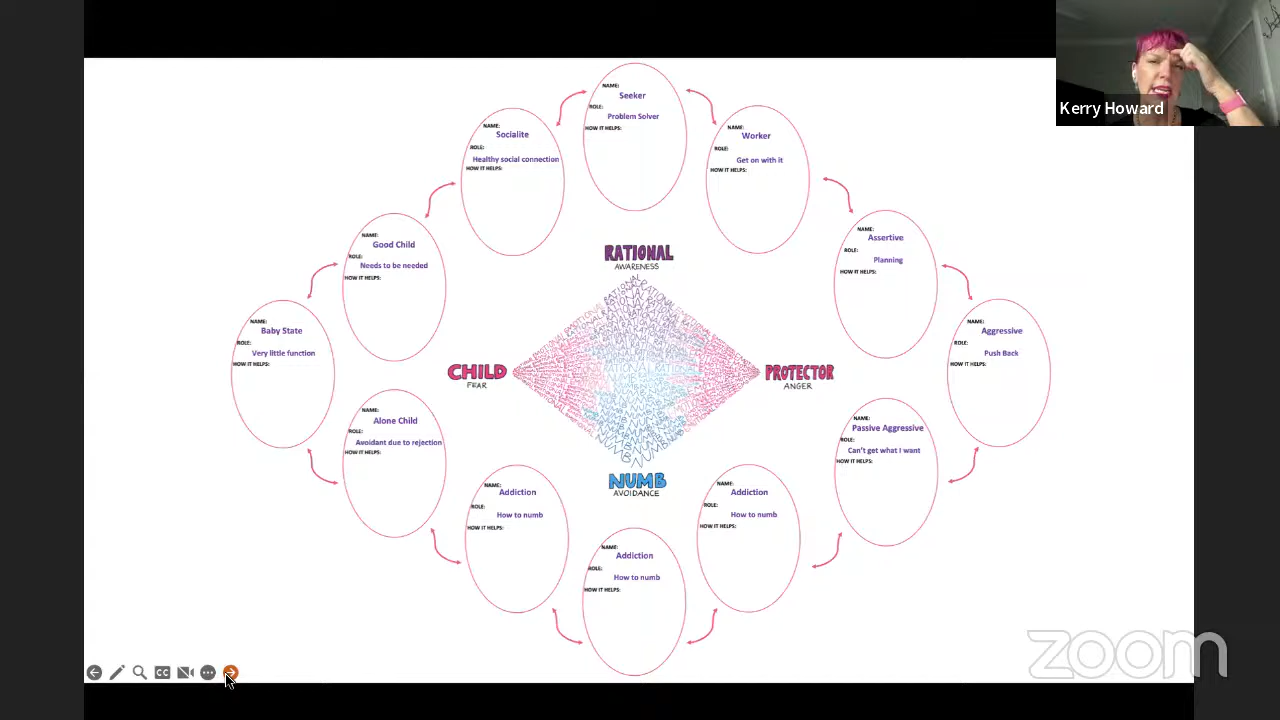 Kerry Howard
NAME:
Seeker
ROLE:
Problem Solver
HOW IT HELPS:
NAME:
Socialite
ROLE:
Healthy social connection
HOW IT HELPS:
NAME:
Worker
ROLE:
Get on with it
HOW IT HELPS:
NAME:
Good Child
ROLE:
Needs to be needed
HOW IT HELPS:
NAME:
Assertive
ROLE:
Planning
HOW IT HELPS:
RATIONAL
AWARENESS
NAME:
Baby State
ROLE:
Very little function
HOW IT HELPS:
CHILD
FEAR
PROTECTOR
ANGER
NAME:
Aggressive
ROLE:
Push Back
HOW IT HELPS:
NAME:
Alone Child
ROLE:
Avoidant due to rejection
HOW IT HELPS:
NUMB
AVOIDANCE
NAME:
Passive Aggressive
ROLE:
Can't get what I want
HOW IT HELPS:
NAME:
Addiction
ROLE:
How to numb
HOW IT HELPS:
NAME:
Addiction
ROLE:
How to numb
HOW IT HELPS:
NAME:
Addiction
ROLE:
How to numb
HOW IT HELPS:
CC
zoom